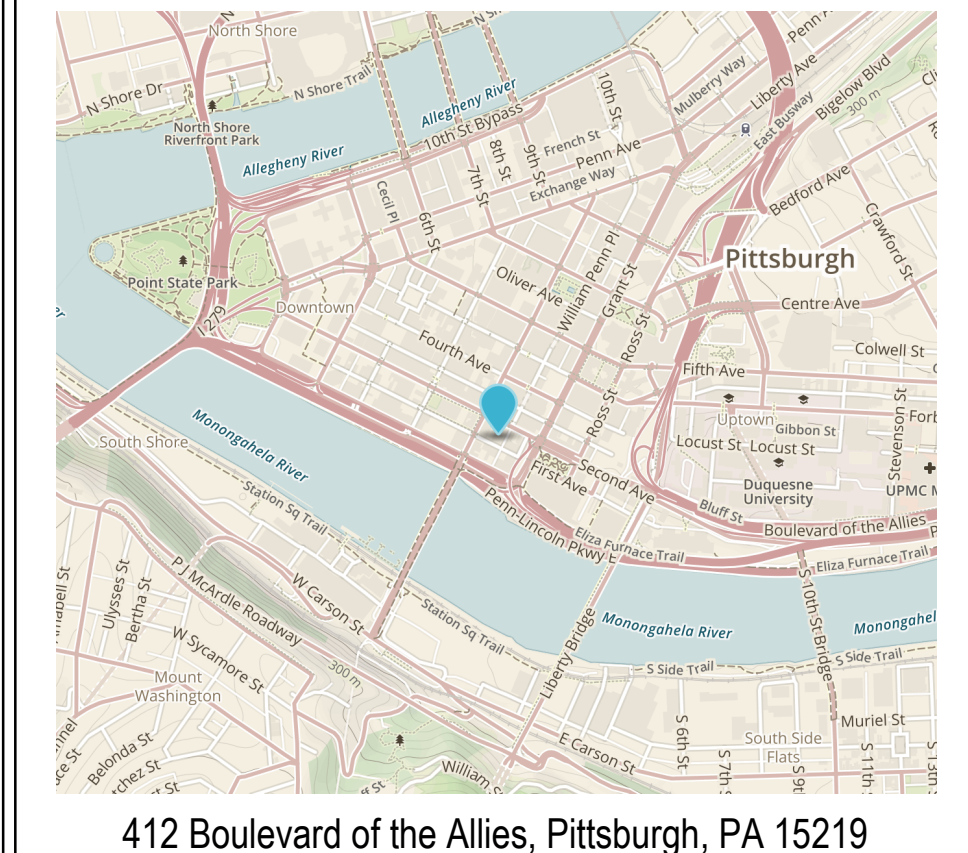 North Shore
N Shore Dr
N Shore Trail
North Shore
Riverfront Park
Allegheny River
Allegheny River
10th St Bypass
10th St
Mulberry Way
Penn Ave
Liberty Ave
Bigelow Blvd
300 m
East Busway
French St
Penn Ave
9th St
8th St
7th St
Exchange Way
Cecil Pl
6th St
Bedford Ave
Crawford St
Point State Park
I 279
Downtown
Oliver Ave
William Penn Pl
Grant St
Ross St
Pittsburgh
Centre Ave
Colwell St
Fourth Ave
Fifth Ave
Ross St
Uptown
Gibbon St
Locust St
Locust St
Stevenson St
Forb
Duquesne
University
UPMC M
South Shore
Monongahela River
Station Sq Trail
First Ave
Second Ave
Bluff St
Boulevard of the Allies
Penn-Lincoln Pkwy E
Eliza Furnace Trail
Eliza Furnace Trail
P J McArdle Roadway
W Carson St
Station Sq Trail
Ulysses St
Bertha St
W Sycamore St
300 m
Mount
Washington
Liberty Bridge
Monongahela River
S 10th St Bridge
Monongahel
S Side Trail
S Side Trail
Belonda St
William
E Carson St
S 6th St
S 7th
South Side
Flats
S 9th
Muriel St
S 11th
S 13th
412 Boulevard of the Allies, Pittsburgh, PA 15219